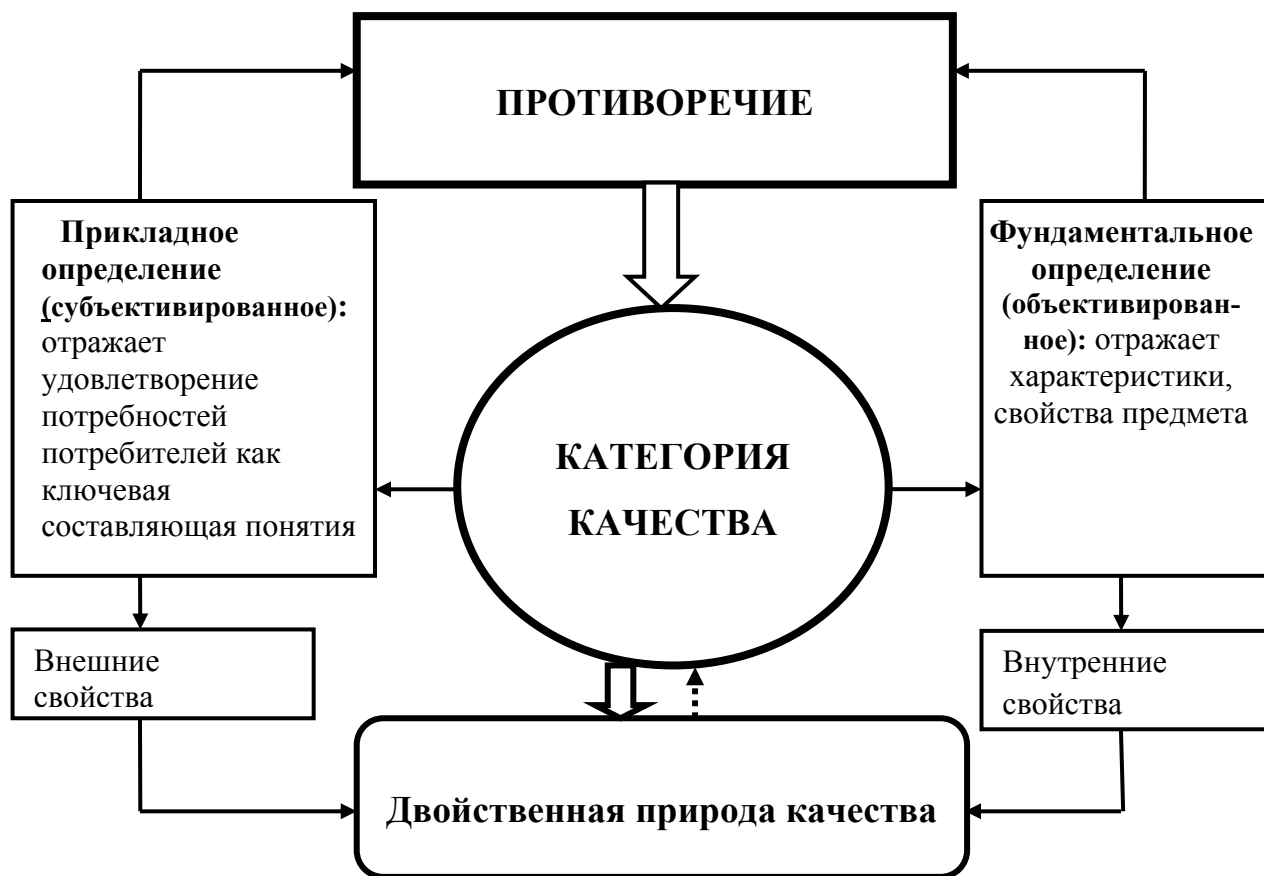 ПРОТИВОРЕЧИЕ
Прикладное
определение
(субъективированное):
отражает
удовлетворение
потребностей
потребителей как
ключевая
составляющая понятия
Фундаментальное
определение
(объективирован-
ное): отражает
характеристики,
свойства предмета
КАТЕГОРИЯ
КАЧЕСТВА
Внешние
свойства
Внутренние
свойства
Двойственная природа качества